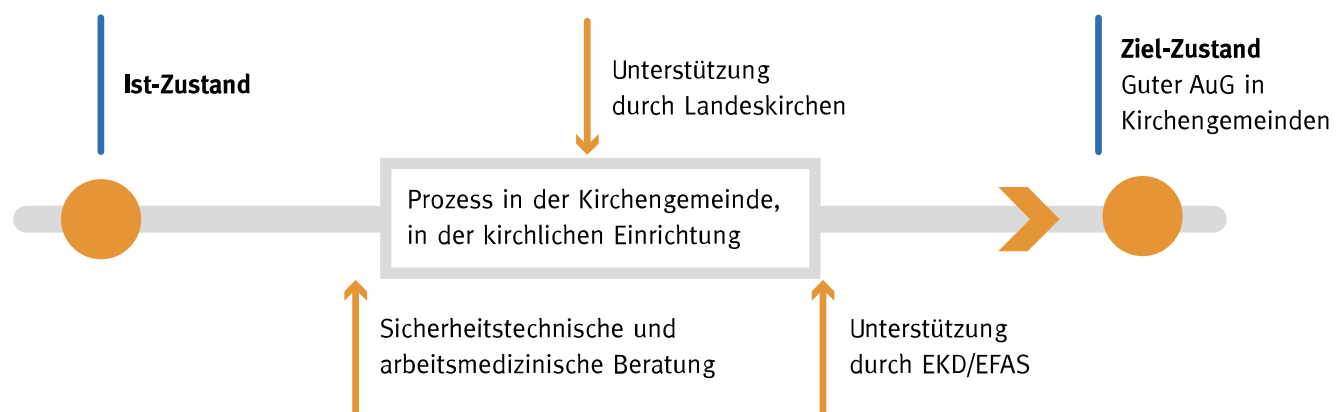 Ist-Zustand
Unterstützung
durch Landeskirchen
Ziel-Zustand
Guter AuG in
Kirchengemeinden
Prozess in der Kirchengemeinde,
in der kirchlichen Einrichtung
Sicherheitstechnische und
arbeitsmedizinische Beratung
Unterstützung
durch EKD/EFAS